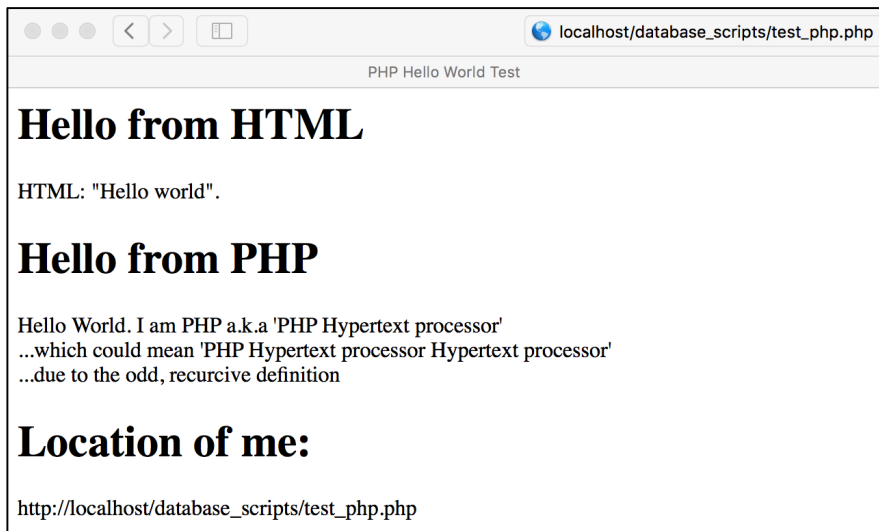 localhost/database_scripts/test_php.php
PHP Hello World Test
Hello from HTML
HTML: "Hello world".
Hello from PHP
Hello World. I am PHP a.k.a 'PHP Hypertext processor'
...which could mean 'PHP Hypertext processor Hypertext processor'
...due to the odd, recurcive definition
Location of me:
http://localhost/database_scripts/test_php.php